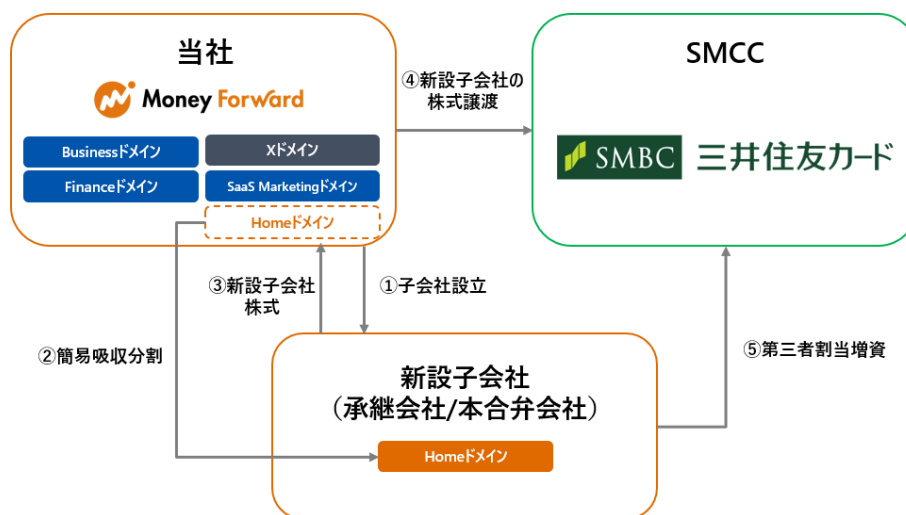 当社
Money Forward
Businessドメイン
Xドメイン
Financeドメイン
SaaS Marketingドメイン
Homeドメイン
④新設子会社の
株式譲渡
SMCC
SMBC 三井住友カード
③新設子会社
株式
①子会社設立
②簡易吸収分割
⑤第三者割当増資
新設子会社
（承継会社/本合弁会社）
Homeドメイン